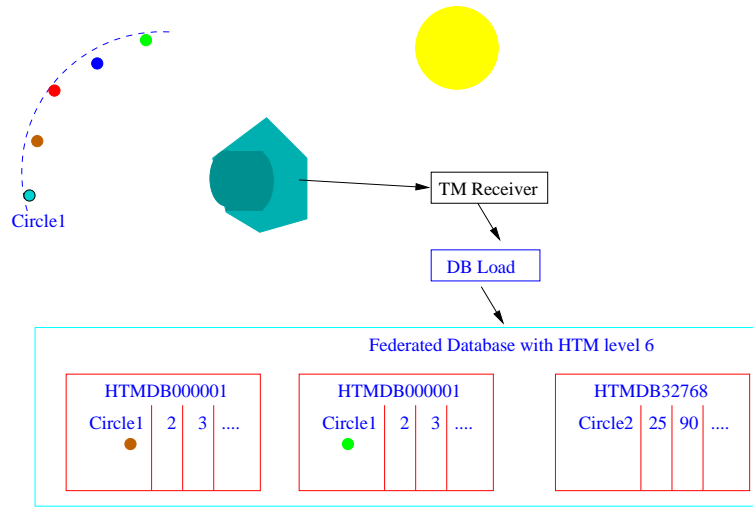 Circle1
TM Receiver
DB Load
Federated Database with HTM level 6
HTMDB000001
Circle1 2 3 ....
HTMDB000001
Circle1 2 3 ....
HTMDB32768
Circle2 25 90 ....